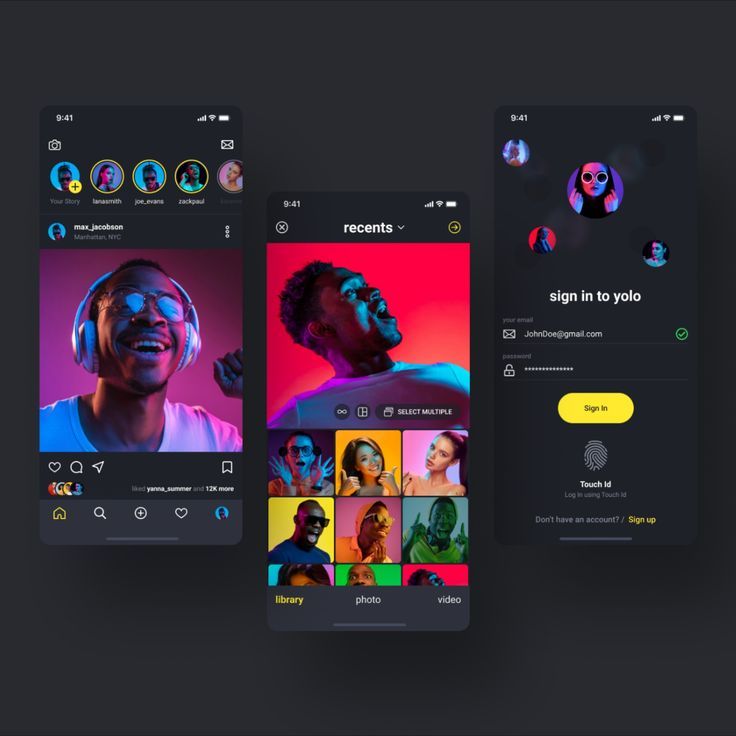 9:41
Your Story
lanasmith
joe_evans
zackpaul
max_jacobson
Manhattan, NYC
liked yanna_summer and 12K more
9:41
recents
SELECT MULTIPLE
library photo video
9:41
sign in to yolo
your email
JohnDoe@gmail.com
password
**************
Sign In
Touch Id
Log In using Touch Id
Don't have an account? / Sign up